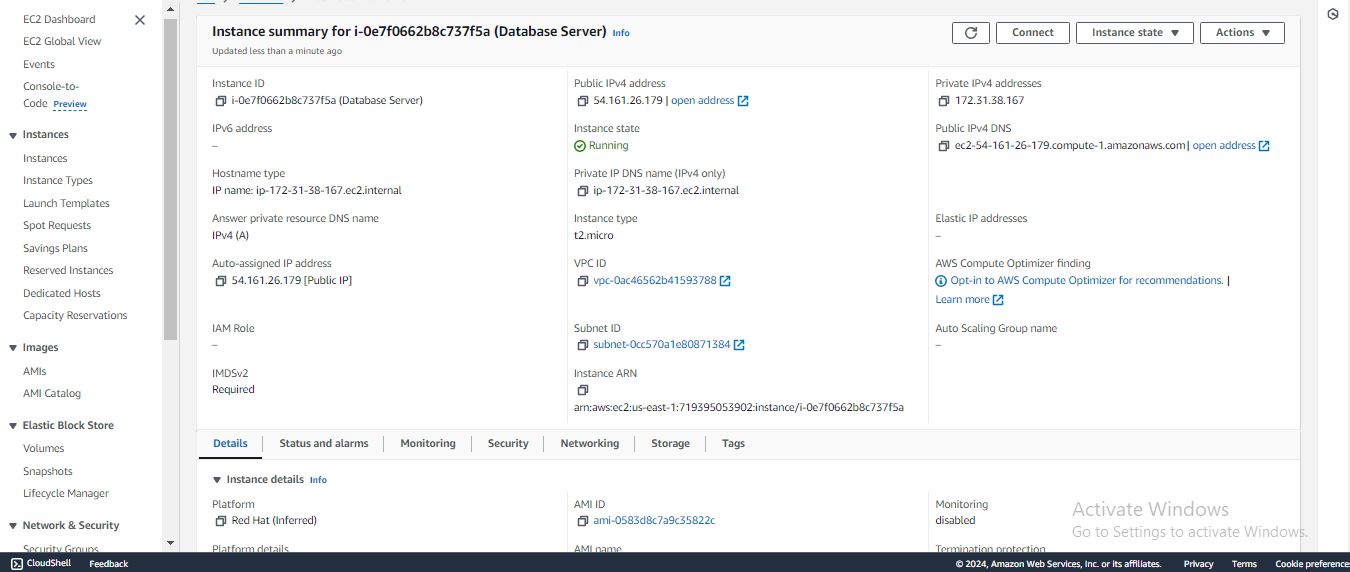 EC2 Dashboard
EC2 Global View
Events
Console-to-
Code Preview
Instances
Instances
Instance Types
Launch Templates
Spot Requests
Savings Plans
Reserved Instances
Dedicated Hosts
Capacity Reservations
Images
AMIs
AMI Catalog
Elastic Block Store
Volumes
Snapshots
Lifecycle Manager
Network & Security
Security Groups
Instance summary for i-0e7f0662b8c737f5a (Database Server) Info
Updated less than a minute ago
Connect
Instance state
Actions
Instance ID
i-0e7f0662b8c737f5a (Database Server)
Public IPv4 address
54.161.26.179 | open address
Private IPv4 addresses
172.31.38.167
IPv6 address
–
Instance state
Running
Public IPv4 DNS
ec2-54-161-26-179.compute-1.amazonaws.com | open address
Hostname type
IP name: ip-172-31-38-167.ec2.internal
Private IP DNS name (IPv4 only)
ip-172-31-38-167.ec2.internal
Answer private resource DNS name
IPv4 (A)
Instance type
t2.micro
Elastic IP addresses
–
Auto-assigned IP address
54.161.26.179 [Public IP]
VPC ID
vpc-0ac46562b41593788
AWS Compute Optimizer finding
Opt-in to AWS Compute Optimizer for recommendations. |
Learn more
IAM Role
–
Subnet ID
subnet-0cc570a1e80871384
Auto Scaling Group name
–
IMDSv2
Required
Instance ARN
arn:aws:ec2:us-east-1:719395053902:instance/i-0e7f0662b8c737f5a
Details
Status and alarms
Monitoring
Security
Networking
Storage
Tags
Instance details Info
Platform
Red Hat (Inferred)
AMI ID
ami-0583d8c7a9c35822c
Monitoring
disabled
Platform details
AMI name
Termination protection
Activate Windows
Go to Settings to activate Windows.
CloudShell
Feedback
© 2024, Amazon Web Services, Inc. or its affiliates.
Privacy
Terms
Cookie preference